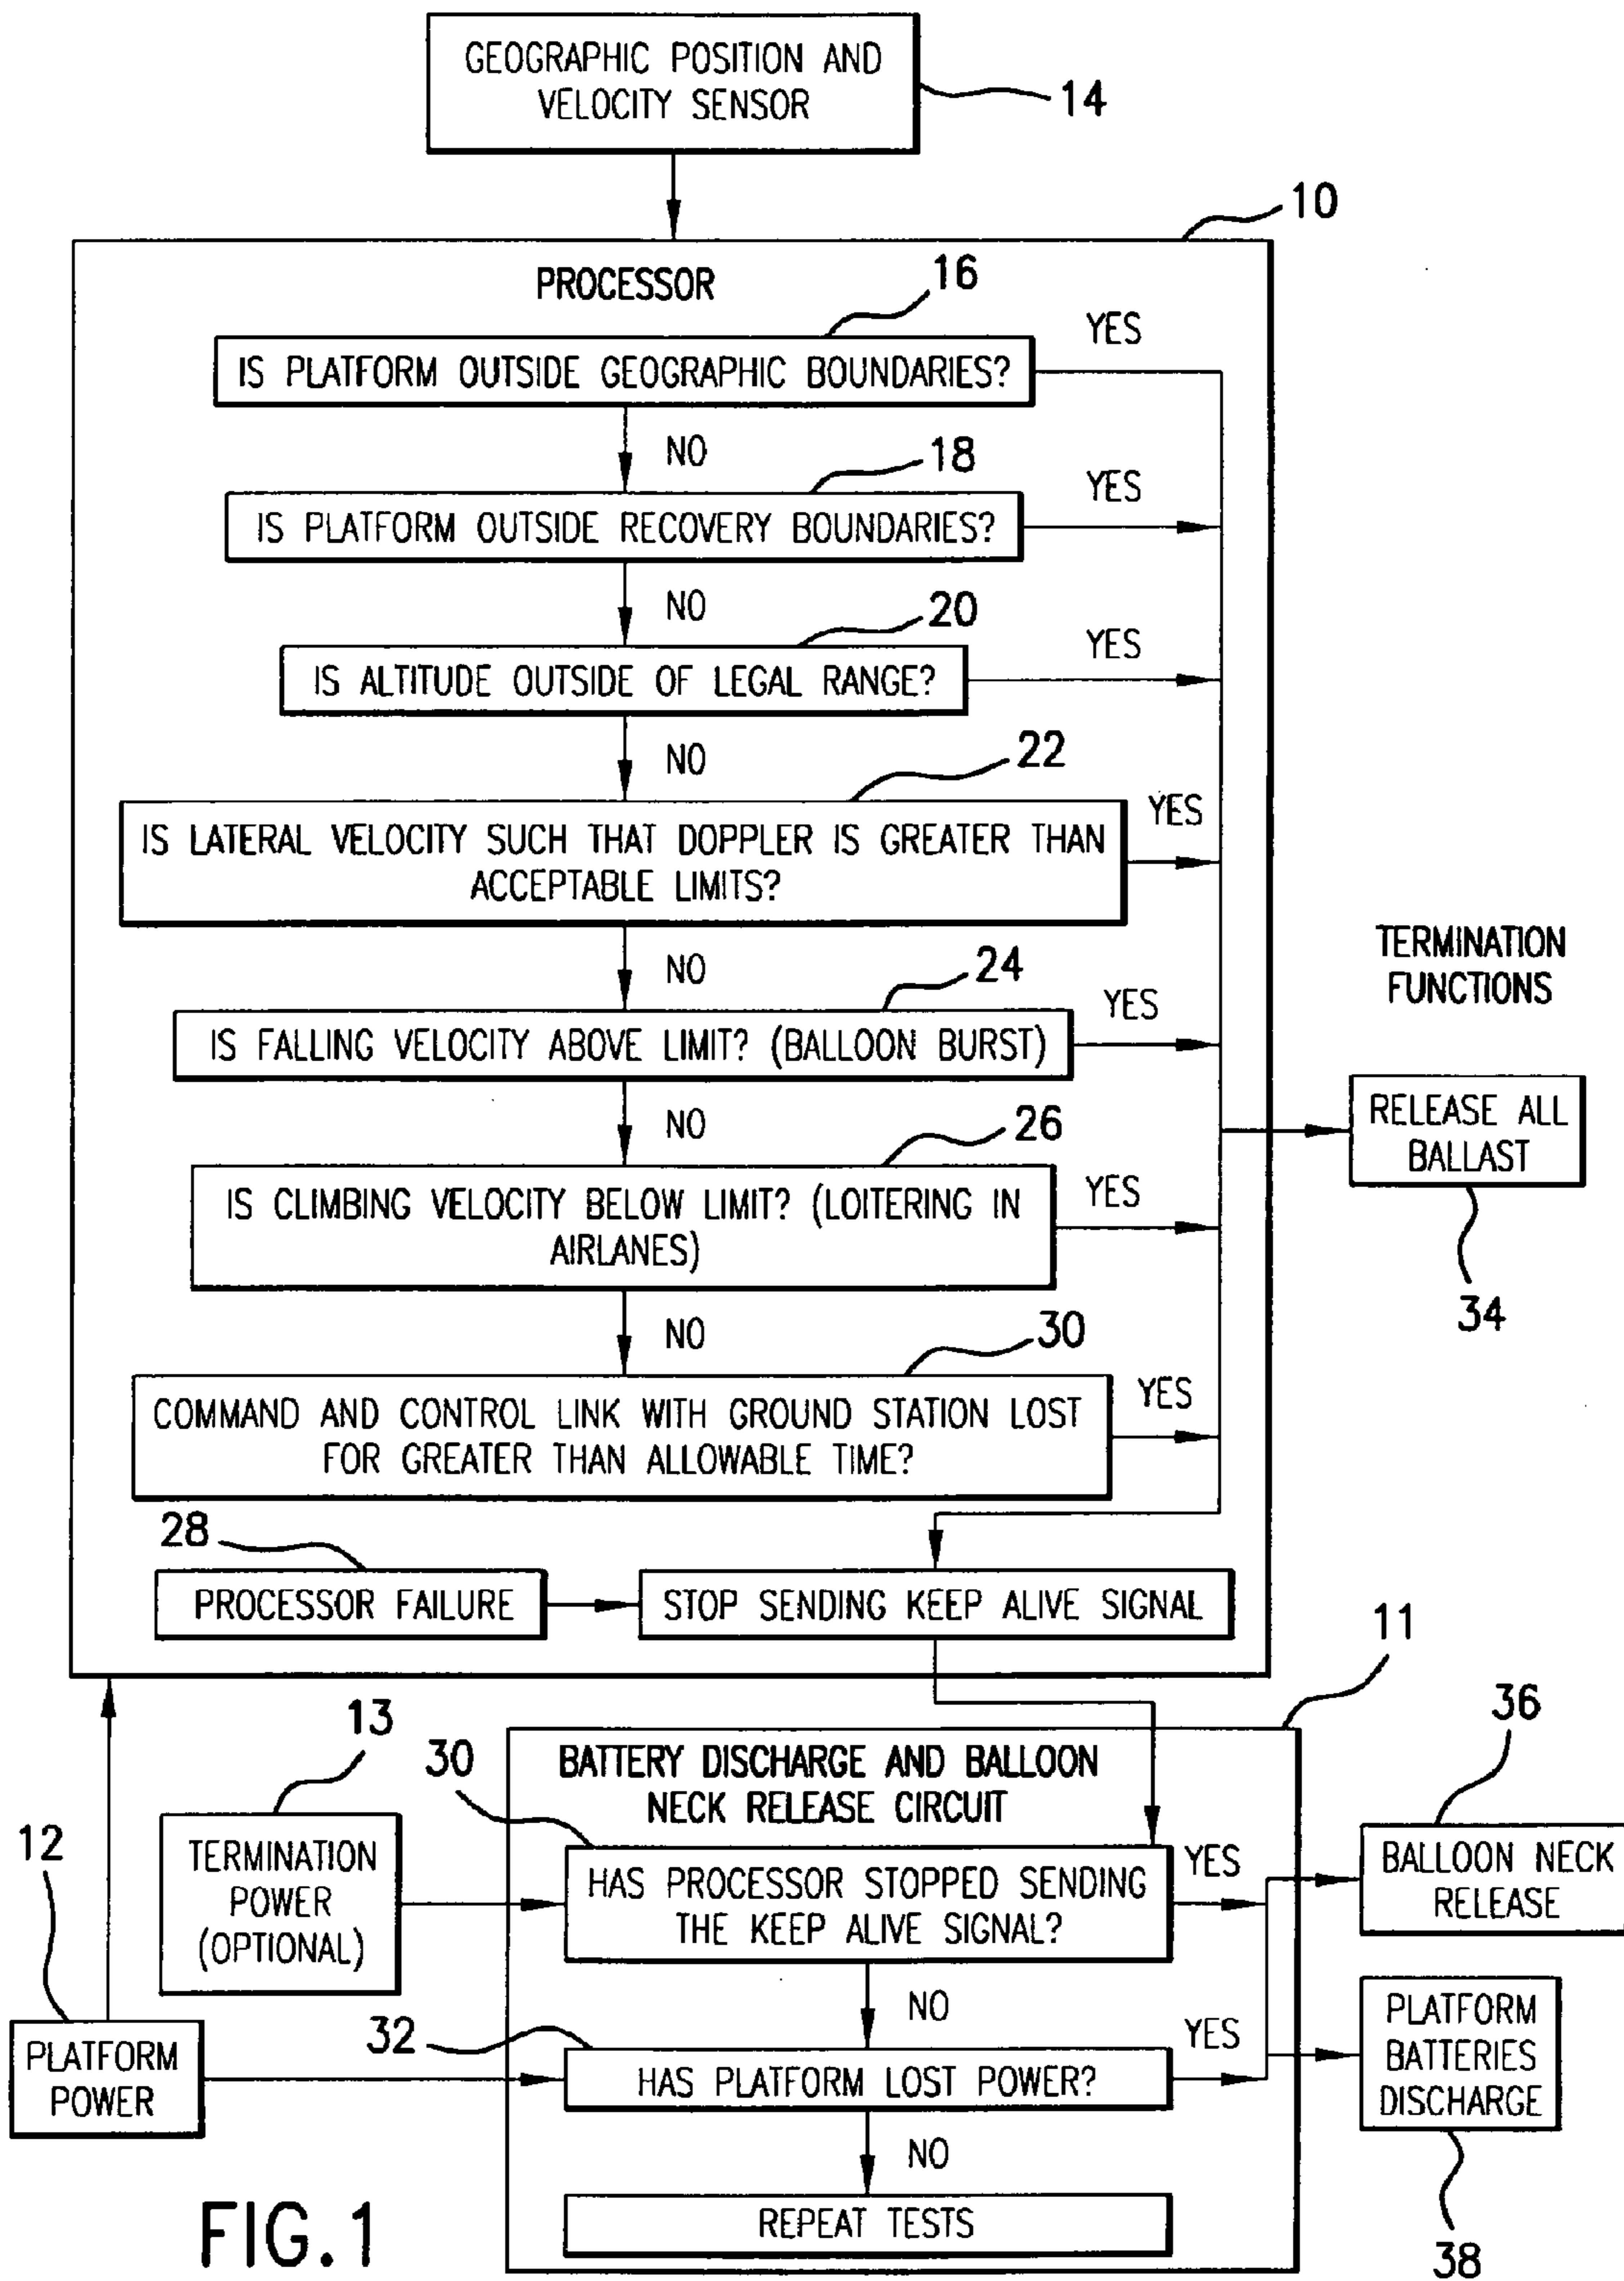 GEOGRAPHIC POSITION AND
VELOCITY SENSOR
14
10
PROCESSOR
16
YES
IS PLATFORM OUTSIDE GEOGRAPHIC BOUNDARIES?
NO
18
YES
IS PLATFORM OUTSIDE RECOVERY BOUNDARIES?
NO
20
YES
IS ALTITUDE OUTSIDE OF LEGAL RANGE?
NO
22
YES
IS LATERAL VELOCITY SUCH THAT DOPPLER IS GREATER THAN
ACCEPTABLE LIMITS?
NO
24
YES
IS FALLING VELOCITY ABOVE LIMIT? (BALLOON BURST)
TERMINATION
FUNCTIONS
NO
26
YES
RELEASE ALL
BALLAST
34
IS CLIMBING VELOCITY BELOW LIMIT? (LOITERING IN
AIRLANES)
NO
30
YES
COMMAND AND CONTROL LINK WITH GROUND STATION LOST
FOR GREATER THAN ALLOWABLE TIME?
28
PROCESSOR FAILURE
STOP SENDING KEEP ALIVE SIGNAL
11
13
30
BATTERY DISCHARGE AND BALLOON
NECK RELEASE CIRCUIT
36
12
TERMINATION
POWER
(OPTIONAL)
HAS PROCESSOR STOPPED SENDING
THE KEEP ALIVE SIGNAL?
YES
BALLOON NECK
RELEASE
NO
32
YES
PLATFORM
POWER
HAS PLATFORM LOST POWER?
PLATFORM
BATTERIES
DISCHARGE
NO
38
REPEAT TESTS
FIG.1